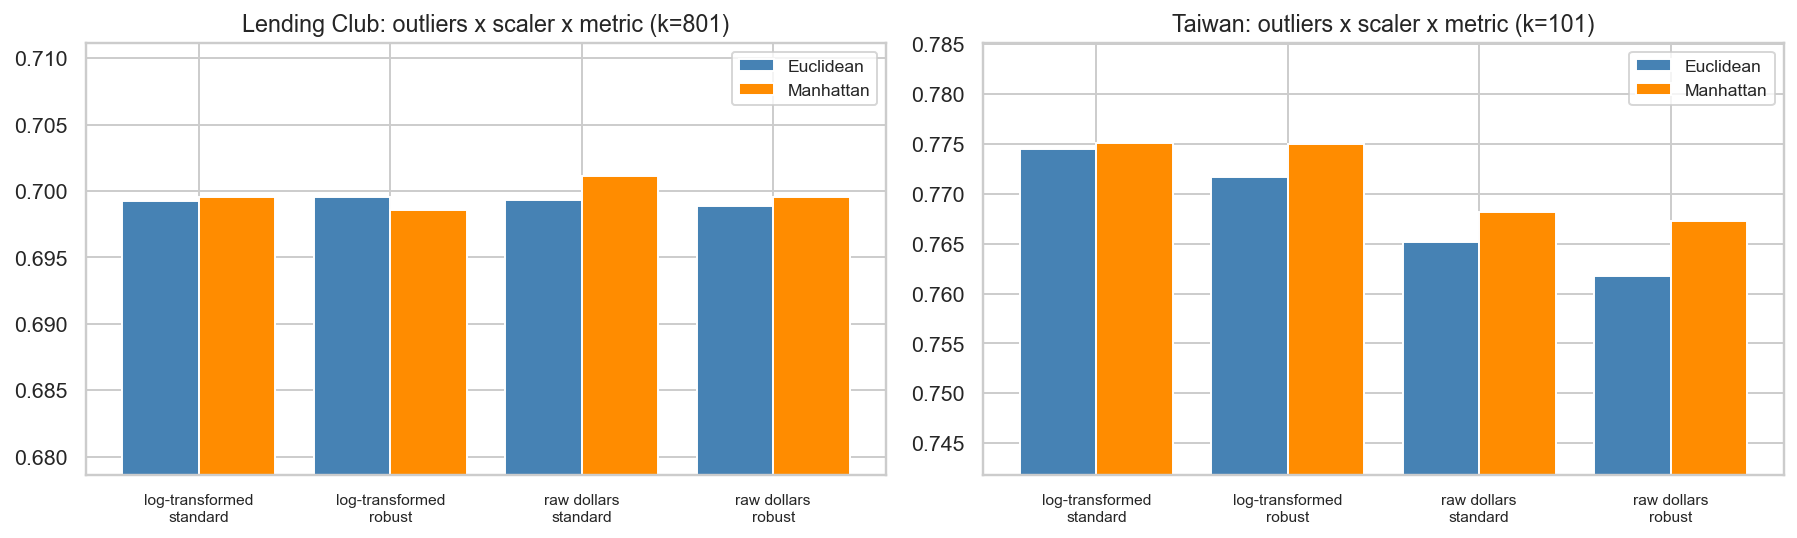 Lending Club: outliers x scaler x metric (k=801)
0.710
0.705
0.700
0.695
0.690
0.685
0.680
Euclidean
Manhattan
log-transformed
standard
log-transformed
robust
raw dollars
standard
raw dollars
robust
Taiwan: outliers x scaler x metric (k=101)
0.785
0.780
0.775
0.770
0.765
0.760
0.755
0.750
0.745
Euclidean
Manhattan
log-transformed
standard
log-transformed
robust
raw dollars
standard
raw dollars
robust